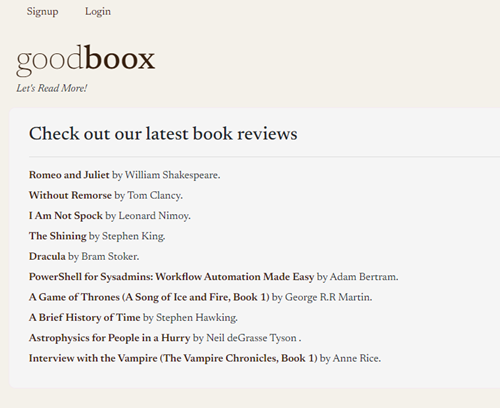 Signup Login
goodboox
Let's Read More!
Check out our latest book reviews
Romeo and Juliet by William Shakespeare.
Without Remorse by Tom Clancy.
I Am Not Spock by Leonard Nimoy.
The Shining by Stephen King.
Dracula by Bram Stoker.
PowerShell for Sysadmins: Workflow Automation Made Easy by Adam Bertram.
A Game of Thrones (A Song of Ice and Fire, Book 1) by George R.R Martin.
A Brief History of Time by Stephen Hawking.
Astrophysics for People in a Hurry by Neil deGrasse Tyson .
Interview with the Vampire (The Vampire Chronicles, Book 1) by Anne Rice.